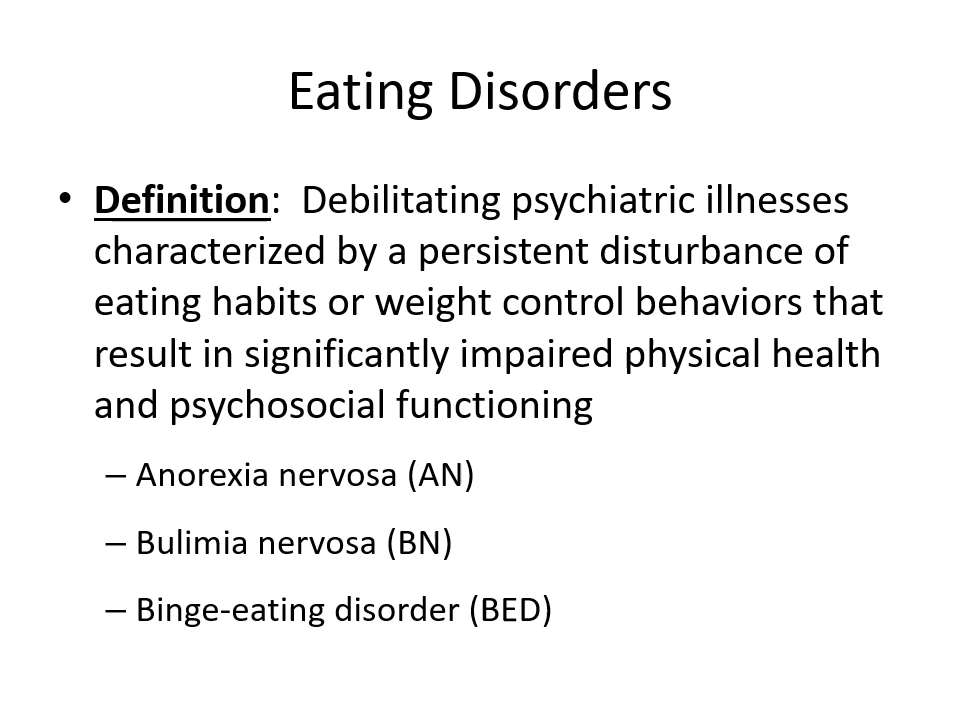 Eating Disorders
• Definition:  Debilitating psychiatric illnesses
characterized by a persistent disturbance of
eating habits or weight control behaviors that
result in significantly impaired physical health
and psychosocial functioning
– Anorexia nervosa (AN)
– Bulimia nervosa (BN)
– Binge-eating disorder (BED)